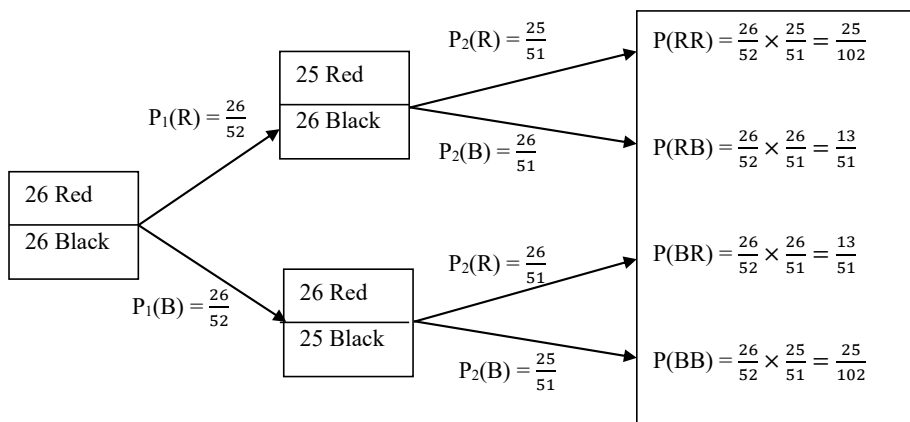 P₂(R) = 25/51
P(RR) = 26/52 × 25/51 = 25/102
25 Red
26 Black
P₁(R) = 26/52
P₂(B) = 26/51
P(RB) = 26/52 × 26/51 = 13/51
26 Red
26 Black
P₂(R) = 26/51
P(BR) = 26/52 × 26/51 = 13/51
P₁(B) = 26/52
26 Red
25 Black
P₂(B) = 25/51
P(BB) = 26/52 × 25/51 = 25/102